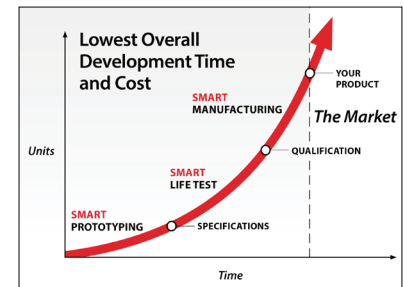 Lowest Overall
Development Time
and Cost
YOUR
PRODUCT
SMART
MANUFACTURING
The Market
Units
QUALIFICATION
SMART
LIFE TEST
SMART
PROTOTYPING
SPECIFICATIONS
Time